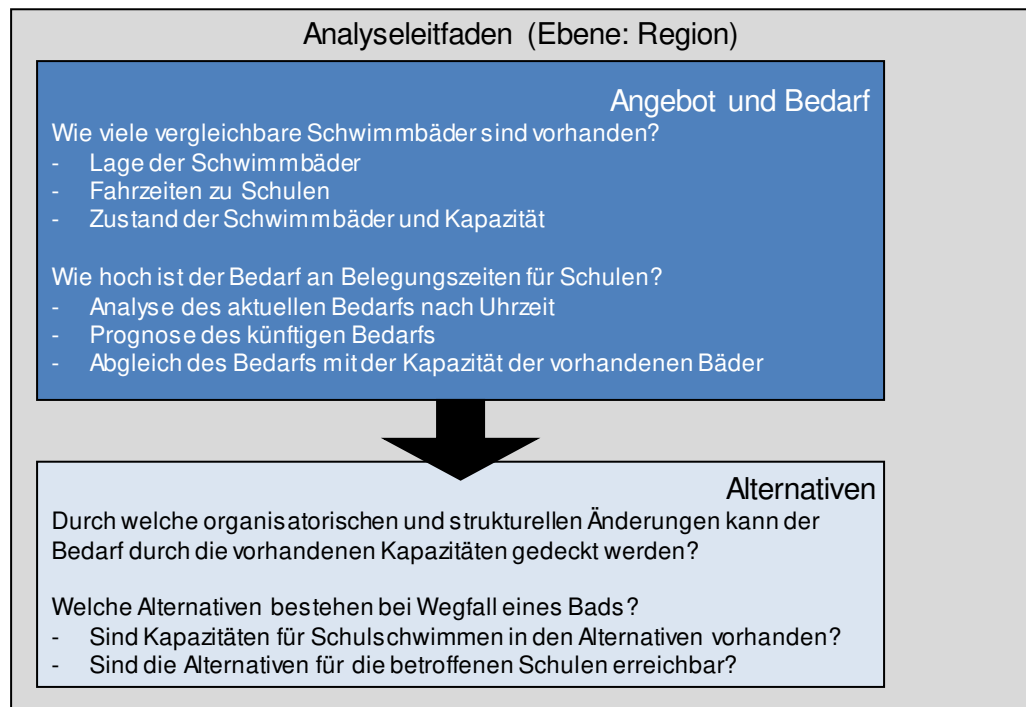 Analyseleitfaden (Ebene: Region)
Angebot und Bedarf
Wie viele vergleichbare Schwimmbäder sind vorhanden?
- Lage der Schwimmbäder
- Fahrzeiten zu Schulen
- Zustand der Schwimmbäder und Kapazität
Wie hoch ist der Bedarf an Belegungszeiten für Schulen?
- Analyse des aktuellen Bedarfs nach Uhrzeit
- Prognose des künftigen Bedarfs
- Abgleich des Bedarfs mit der Kapazität der vorhandenen Bäder
Alternativen
Durch welche organisatorischen und strukturellen Änderungen kann der
Bedarf durch die vorhandenen Kapazitäten gedeckt werden?
Welche Alternativen bestehen bei Wegfall eines Bads?
- Sind Kapazitäten für Schulschwimmen in den Alternativen vorhanden?
- Sind die Alternativen für die betroffenen Schulen erreichbar?